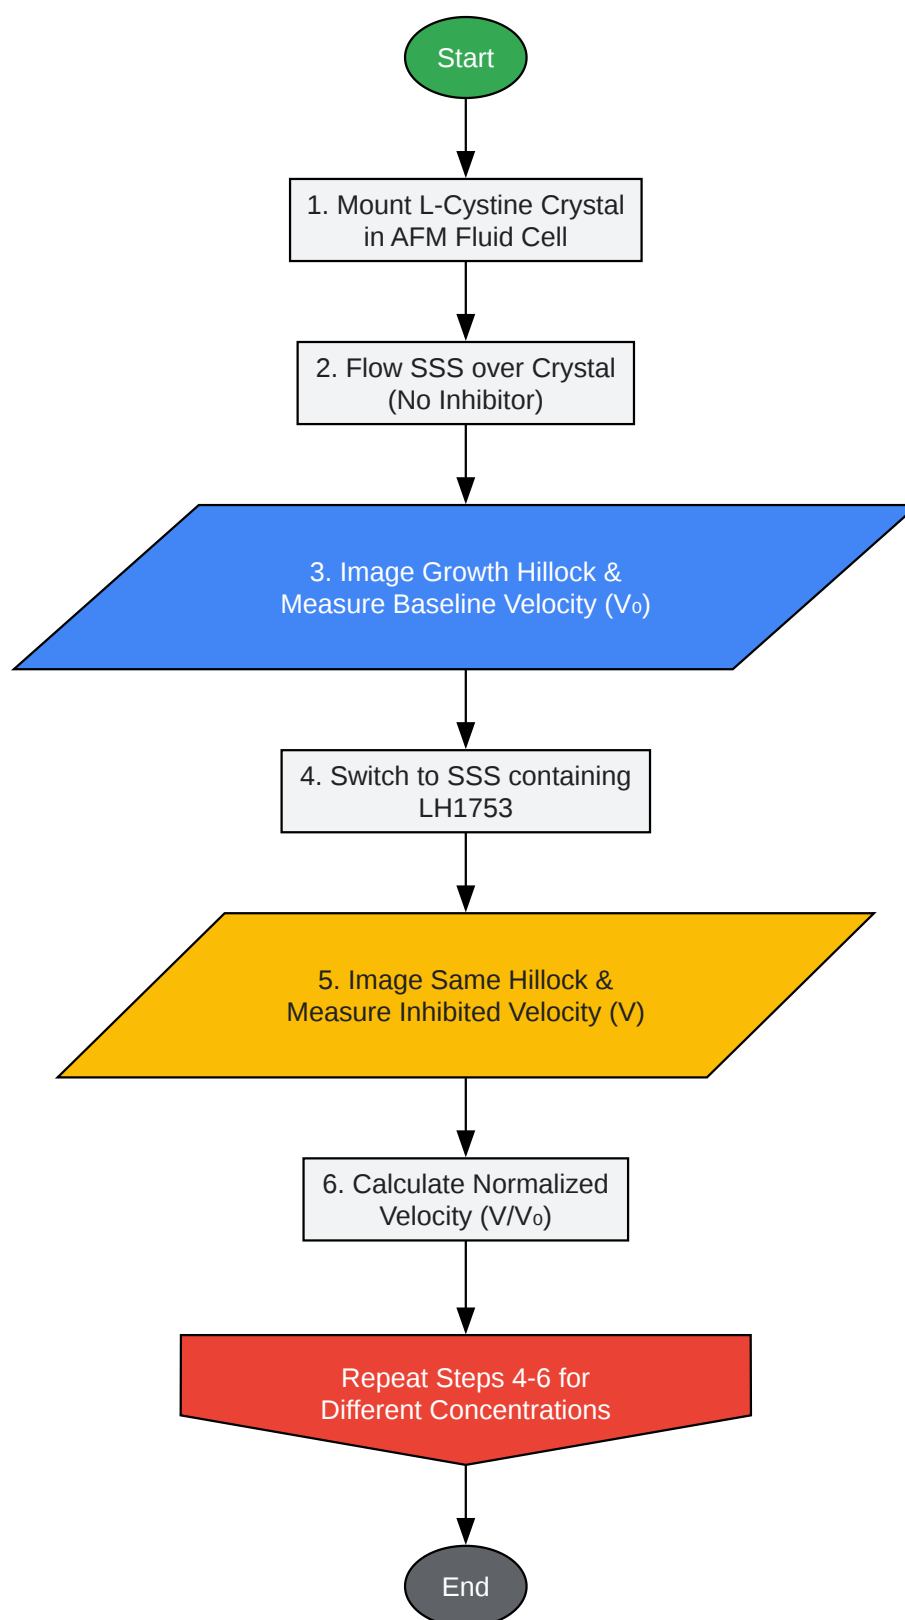 Start
1. Mount L-Cystine Crystal
in AFM Fluid Cell
2. Flow SSS over Crystal
(No Inhibitor)
3. Image Growth Hillock &
Measure Baseline Velocity (V₀)
4. Switch to SSS containing
LH1753
5. Image Same Hillock &
Measure Inhibited Velocity (V)
6. Calculate Normalized
Velocity (V/V₀)
Repeat Steps 4-6 for
Different Concentrations
End